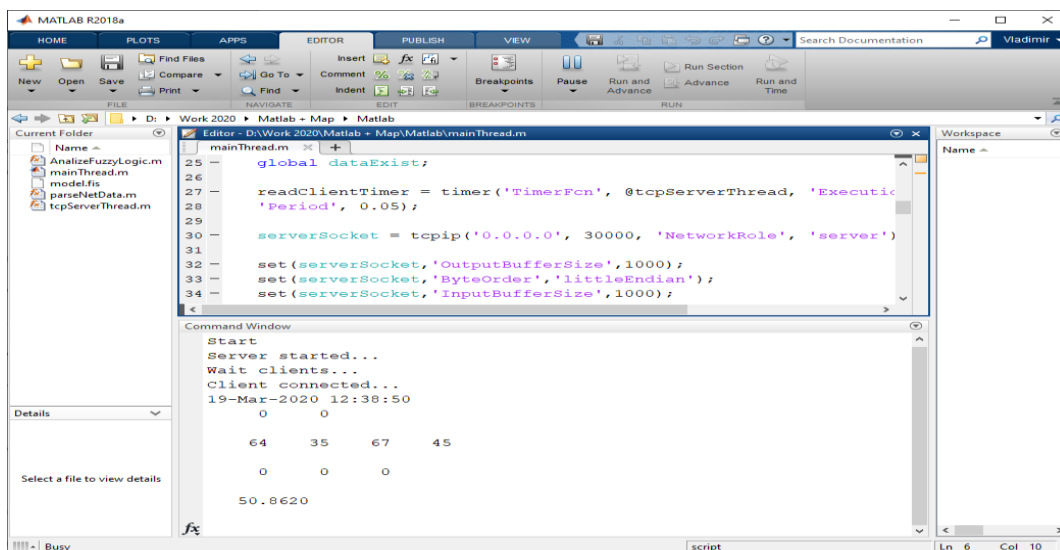 MATLAB R2018a
HOME PLOTS APPS EDITOR PUBLISH VIEW Search Documentation Vladimir
New Open Save Find Files Compare Print
Go To Find
Insert fx
Comment
Indent
Breakpoints Pause Run and Advance Run Section Advance Run and Time
FILE NAVIGATE EDIT BREAKPOINTS RUN
D: Work 2020 Matlab + Map Matlab
Current Folder
Name
AnalizeFuzzyLogic.m
mainThread.m
model.fis
parseNetData.m
tcpServerThread.m
Details
Select a file to view details
Editor - D:\Work 2020\Matlab + Map\Matlab\mainThread.m
mainThread.m
25 — global dataExist;
26
27 — readClientTimer = timer('TimerFcn', @tcpServerThread, 'Executic
28 'Period', 0.05);
29
30 — serverSocket = tcpip('0.0.0.0', 30000, 'NetworkRole', 'server')
31
32 — set(serverSocket,'OutputBufferSize',1000);
33 — set(serverSocket,'ByteOrder','littleEndian');
34 — set(serverSocket,'InputBufferSize',1000);
Command Window
Start
Server started...
Wait clients...
Client connected...
19-Mar-2020 12:38:50
0 0
64 35 67 45
0 0 0
50.8620
fx
Workspace
Name
Busy script Ln 6 Col 10